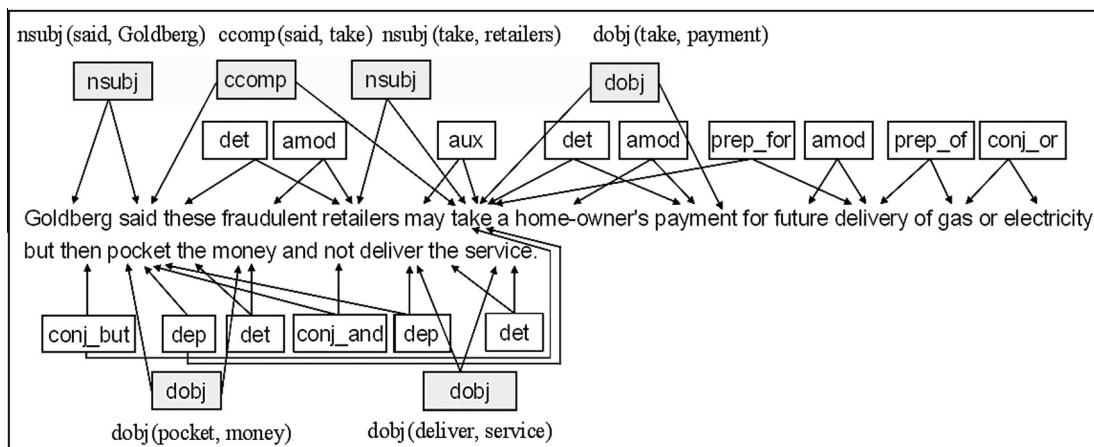 nsubj(said, Goldberg) ccomp(said, take) nsubj(take, retailers) dobj(take, payment)
nsubj ccomp nsubj dobj
det amod aux det amod prep_for amod prep_of conj_or
Goldberg said these fraudulent retailers may take a home-owner's payment for future delivery of gas or electricity
but then pocket the money and not deliver the service.
conj_but dep det conj_and dep det
dobj dobj
dobj(pocket, money) dobj(deliver, service)